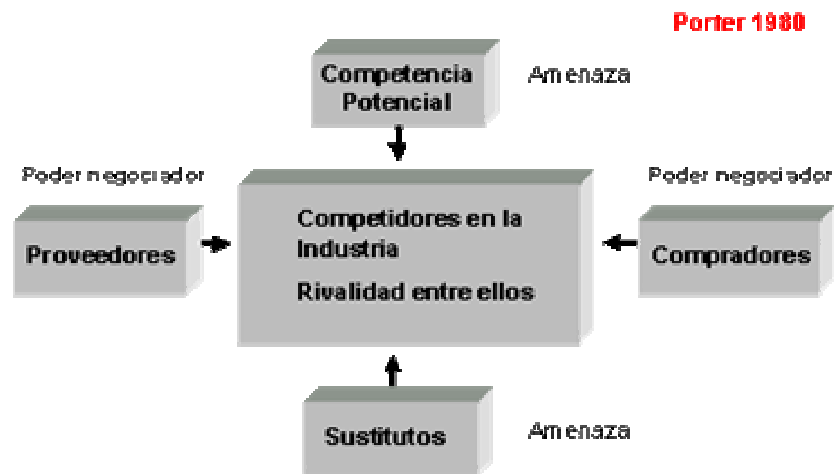 Porter 1980
Competencia
Potencial
Amenaza
Poder negociador
Poder negociador
Proveedores
Competidores en la
Industria
Rivalidad entre ellos
Compradores
Sustitutos
Amenaza